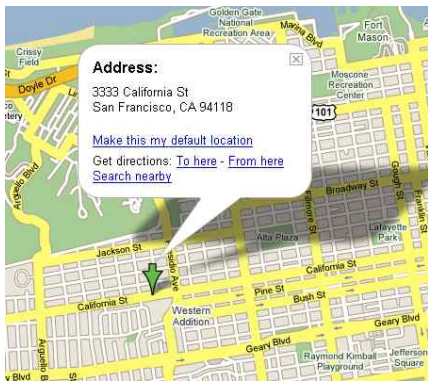 Golden Gate
National
Recreation Area
Marina Blvd
Fort
Mason
Crissy
Field
Doyle Dr
Moscone
Recreation
Center
101
Address:
3333 California St
San Francisco, CA 94118
Make this my default location
Get directions: To here - From here
Search nearby
Arguello Blvd
Broadway St
Gough St
Franklin St
Fillmore St
Lafayette
Park
Alta Plaza
Jackson St
California St
California St
Pine St
Bush St
Western
Addition
Geary Blvd
Geary Blvd
Arguello B
Raymond Kimball
Playground
Jefferson
Square
y Blvd